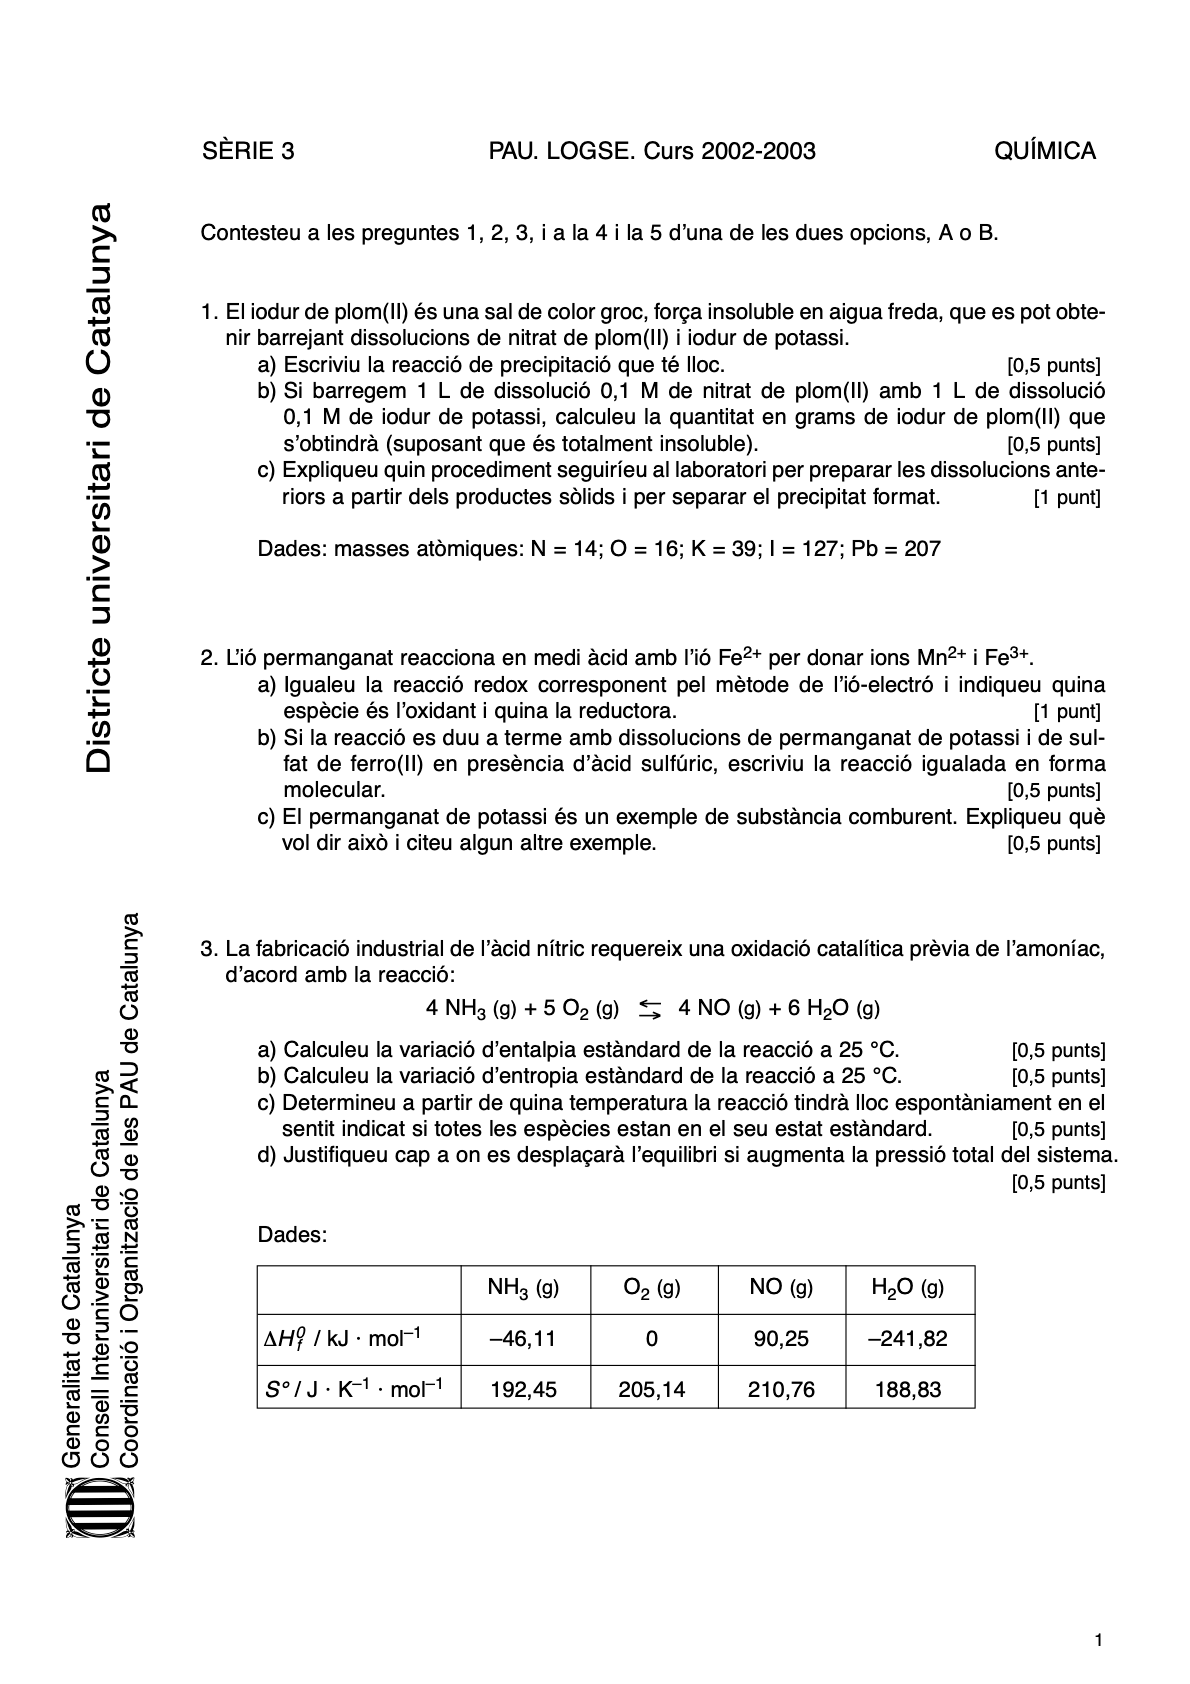 SÈRIE 3 PAU. LOGSE. Curs 2002-2003 QUÍMICA
Districte universitari de Catalunya
Generalitat de Catalunya
Consell Interuniversitari de Catalunya
Coordinació i Organització de les PAU de Catalunya
Contesteu a les preguntes 1, 2, 3, i a la 4 i la 5 d’una de les dues opcions, A o B.
1. El iodur de plom(II) és una sal de color groc, força insoluble en aigua freda, que es pot obte-
nir barrejant dissolucions de nitrat de plom(II) i iodur de potassi.
a) Escriviu la reacció de precipitació que té lloc. [0,5 punts]
b) Si barregem 1 L de dissolució 0,1 M de nitrat de plom(II) amb 1 L de dissolució
0,1 M de iodur de potassi, calculeu la quantitat en grams de iodur de plom(II) que
s’obtindrà (suposant que és totalment insoluble). [0,5 punts]
c) Expliqueu quin procediment seguiríeu al laboratori per preparar les dissolucions ante-
riors a partir dels productes sòlids i per separar el precipitat format. [1 punt]
Dades: masses atòmiques: N = 14; O = 16; K = 39; I = 127; Pb = 207
2. L’ió permanganat reacciona en medi àcid amb l’ió Fe²⁺ per donar ions Mn²⁺ i Fe³⁺.
a) Igualeu la reacció redox corresponent pel mètode de l’ió-electró i indiqueu quina
espècie és l’oxidant i quina la reductora. [1 punt]
b) Si la reacció es duu a terme amb dissolucions de permanganat de potassi i de sul-
fat de ferro(II) en presència d’àcid sulfúric, escriviu la reacció igualada en forma
molecular. [0,5 punts]
c) El permanganat de potassi és un exemple de substància comburent. Expliqueu què
vol dir això i citeu algun altre exemple. [0,5 punts]
3. La fabricació industrial de l’àcid nítric requereix una oxidació catalítica prèvia de l’amoníac,
d’acord amb la reacció:
4 NH₃ (g) + 5 O₂ (g) ⇆ 4 NO (g) + 6 H₂O (g)
a) Calculeu la variació d’entalpia estàndard de la reacció a 25 °C. [0,5 punts]
b) Calculeu la variació d’entropia estàndard de la reacció a 25 °C. [0,5 punts]
c) Determineu a partir de quina temperatura la reacció tindrà lloc espontàniament en el
sentit indicat si totes les espècies estan en el seu estat estàndard. [0,5 punts]
d) Justifiqueu cap a on es desplaçarà l’equilibri si augmenta la pressió total del sistema.
[0,5 punts]
Dades:
NH₃ (g) O₂ (g) NO (g) H₂O (g)
ΔH_f^0 / kJ · mol⁻¹ –46,11 0 90,25 –241,82
S° / J · K⁻¹ · mol⁻¹ 192,45 205,14 210,76 188,83
1